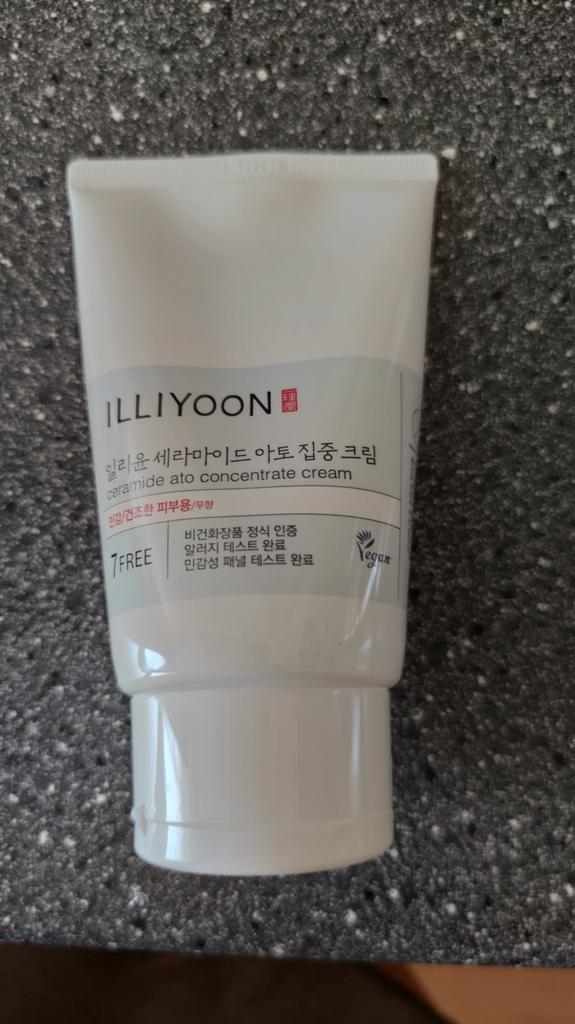 ILLIYOON
일리윤 세라마이드 아토 집중 크림
ceramide ato concentrate cream
민감/건조한 피부용/무향
7 FREE
비건화장품 정식 인증
알러지 테스트 완료
민감성 패널 테스트 완료
Vegan